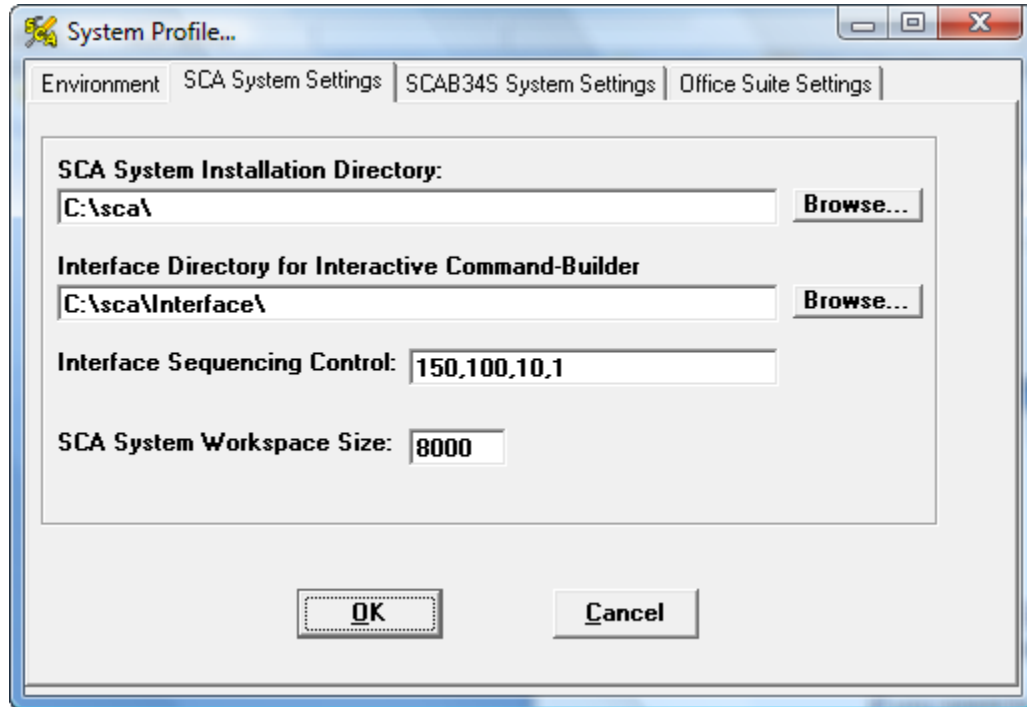 SCA
System Profile...
Environment
SCA System Settings
SCAB34S System Settings
Office Suite Settings
SCA System Installation Directory:
C:\sca\
Browse...
Interface Directory for Interactive Command-Builder
C:\sca\Interface\
Browse...
Interface Sequencing Control:
150,100,10,1
SCA System Workspace Size:
8000
OK
Cancel